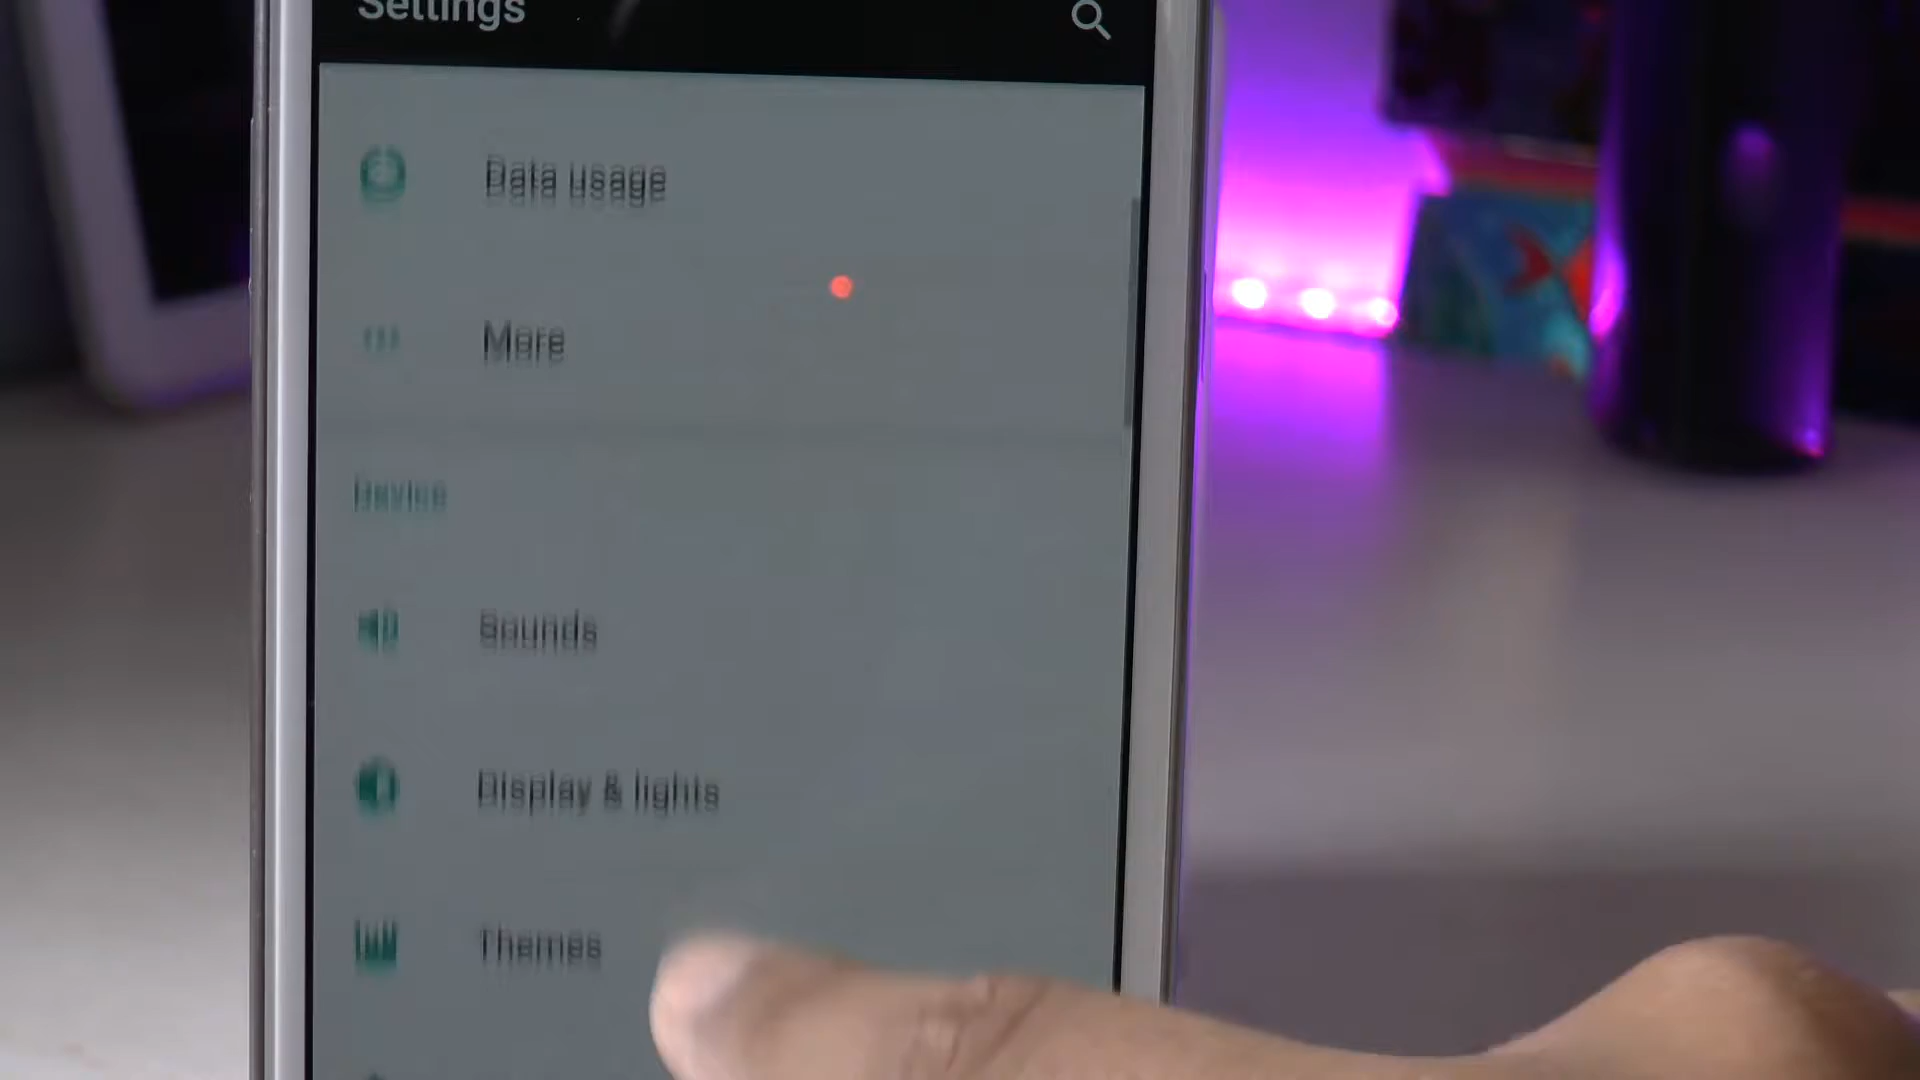 Settings
Data usage
More
Device
Sounds
Display & lights
Themes